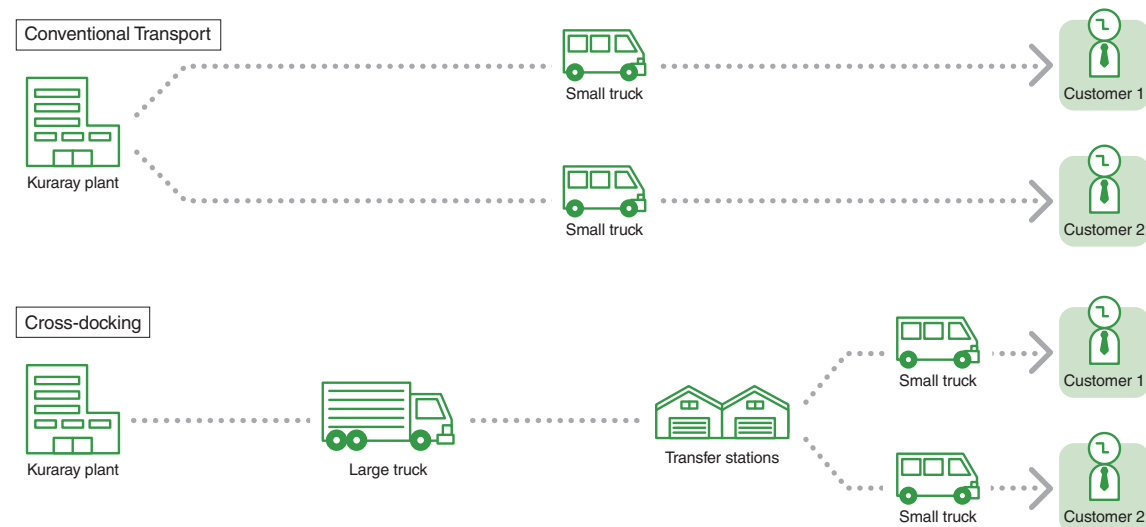 Conventional Transport
Kuraray plant
Small truck
Customer 1
Small truck
Customer 2
Cross-docking
Kuraray plant
Large truck
Transfer stations
Small truck
Customer 1
Small truck
Customer 2